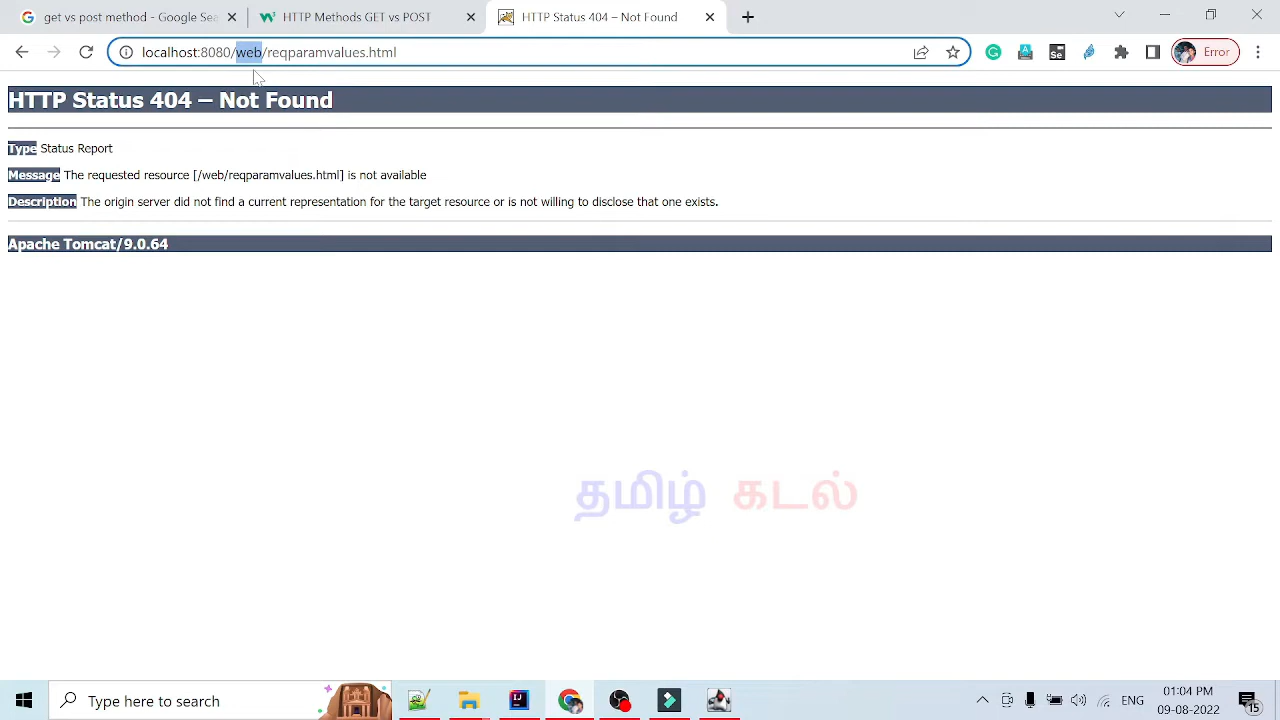 get vs post method - Google Sea
HTTP Methods GET vs POST
HTTP Status 404 – Not Found
localhost:8080/web/reqparamvalues.html
Se
Error
HTTP Status 404 – Not Found
Type Status Report
Message The requested resource [/web/reqparamvalues.html] is not available
Description The origin server did not find a current representation for the target resource or is not willing to disclose that one exists.
Apache Tomcat/9.0.64
தமிழ் கடல்
Type here to search
IJ
ENG
01:04 PM
09-08-2022
15